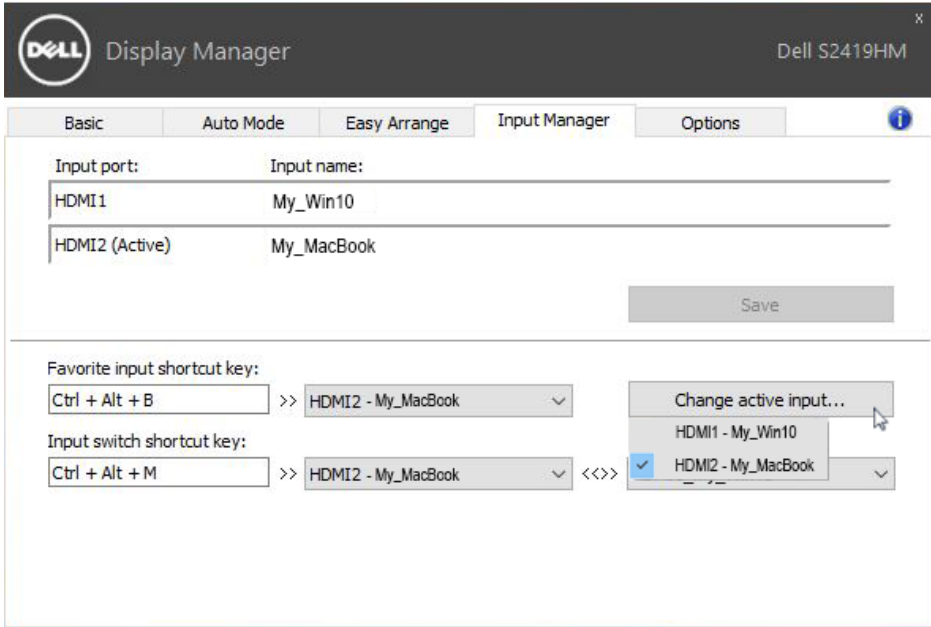 x
DELL Display Manager Dell S2419HM
Basic Auto Mode Easy Arrange Input Manager Options i
Input port: Input name:
HDMI1 My_Win10
HDMI2 (Active) My_MacBook
Save
Favorite input shortcut key:
Ctrl + Alt + B >> HDMI2 - My_MacBook Change active input...
HDMI1 - My_Win10
Input switch shortcut key:
HDMI2 - My_MacBook
Ctrl + Alt + M >> HDMI2 - My_MacBook <<>>